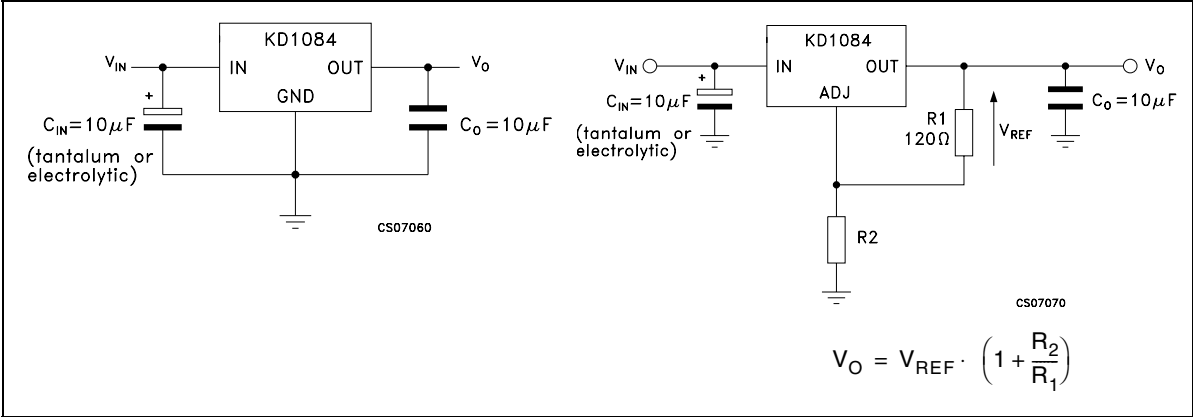 KD1084
V_IN
IN
OUT
V_O
GND
+
C_IN=10μF
(tantalum or
electrolytic)
C_O=10μF
CS07060
KD1084
V_IN
IN
OUT
V_O
ADJ
+
C_IN=10μF
(tantalum or
electrolytic)
R1
120Ω
V_REF
C_O=10μF
R2
CS07070
V_O = V_REF · (1 + R_2/R_1)